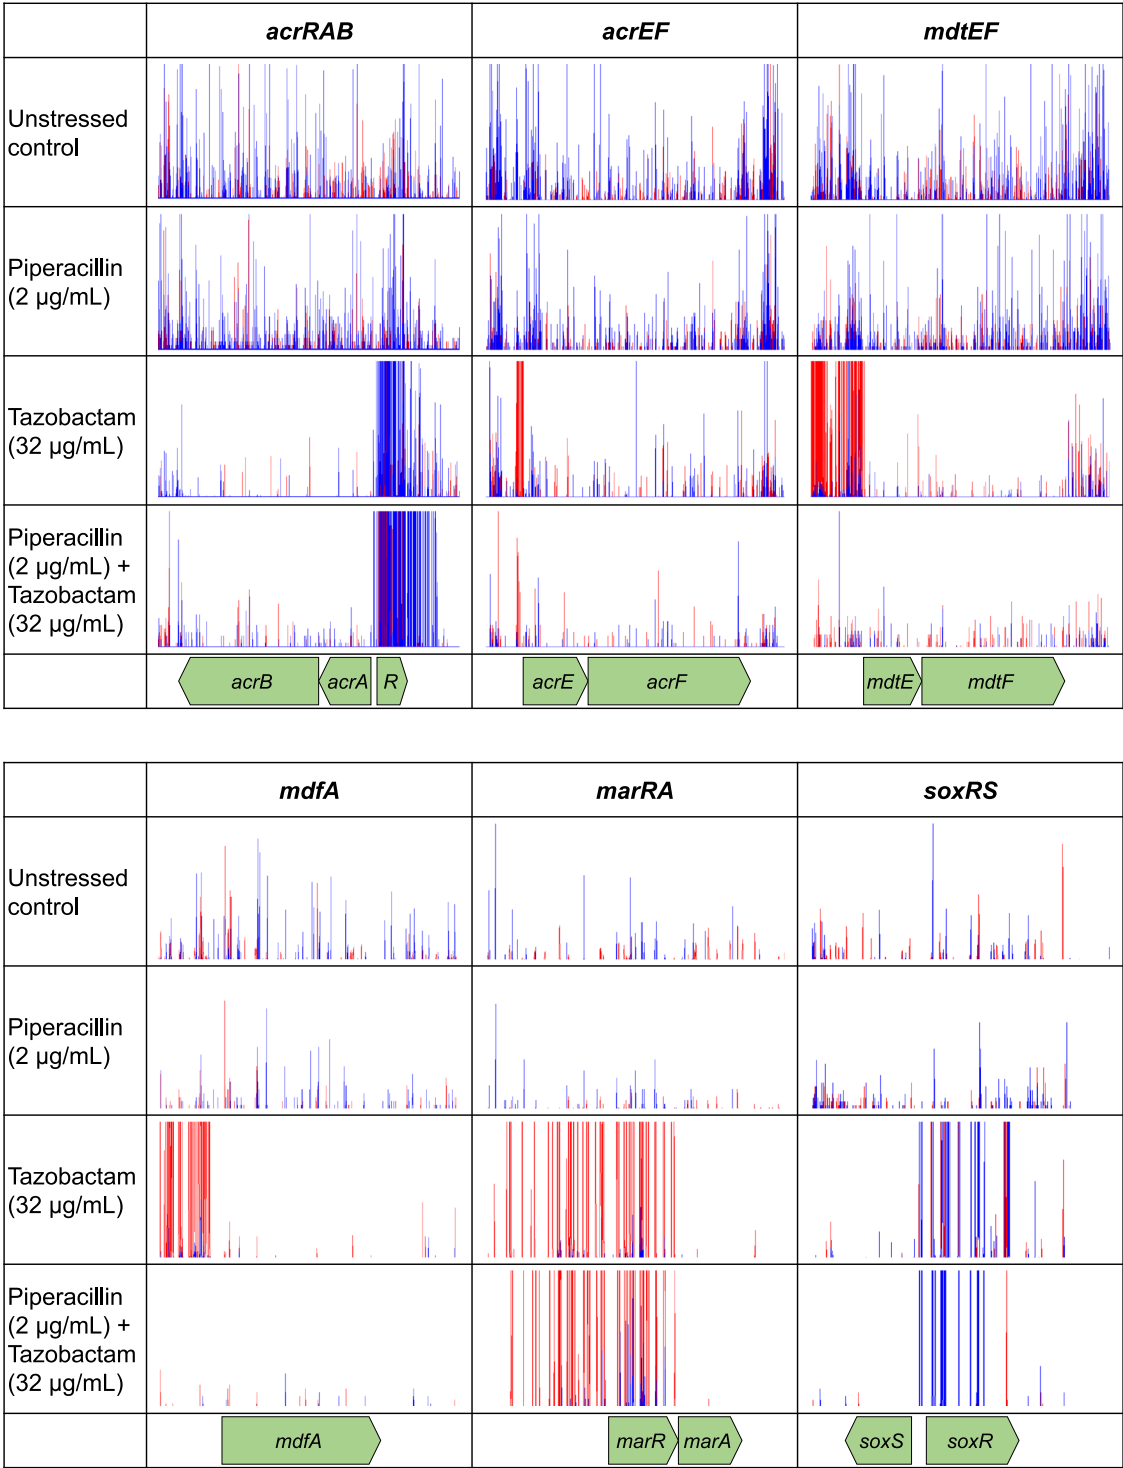 acrRAB acrEF mdtEF
Unstressed
control
Piperacillin
(2 µg/mL)
Tazobactam
(32 µg/mL)
Piperacillin
(2 µg/mL) +
Tazobactam
(32 µg/mL)
acrB acrA R acrE acrF mdtE mdtF
mdfA marRA soxRS
Unstressed
control
Piperacillin
(2 µg/mL)
Tazobactam
(32 µg/mL)
Piperacillin
(2 µg/mL) +
Tazobactam
(32 µg/mL)
mdfA marR marA soxS soxR